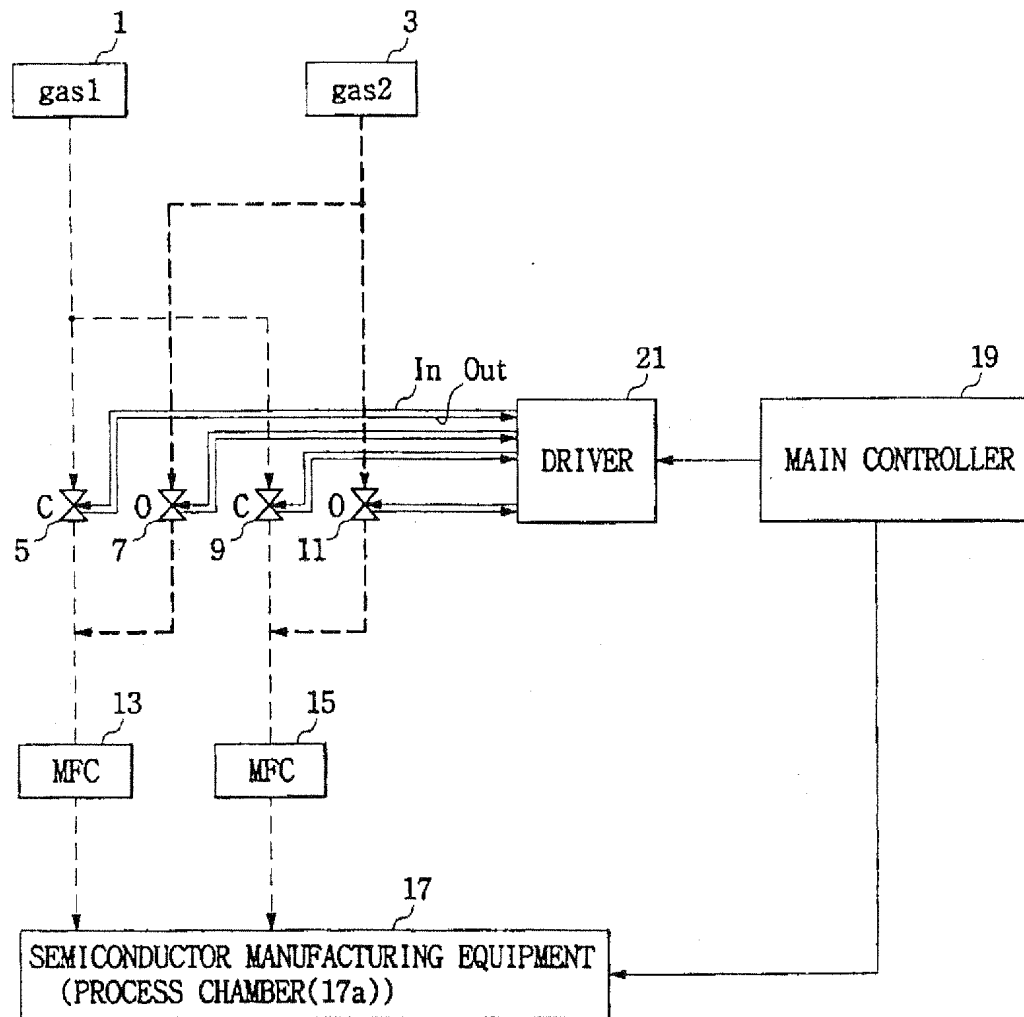 1
3
gas1
gas2
In Out
21
19
DRIVER
MAIN CONTROLLER
C
O
C
O
5
7
9
11
13
15
MFC
MFC
17
SEMICONDUCTOR MANUFACTURING EQUIPMENT
(PROCESS CHAMBER(17a))